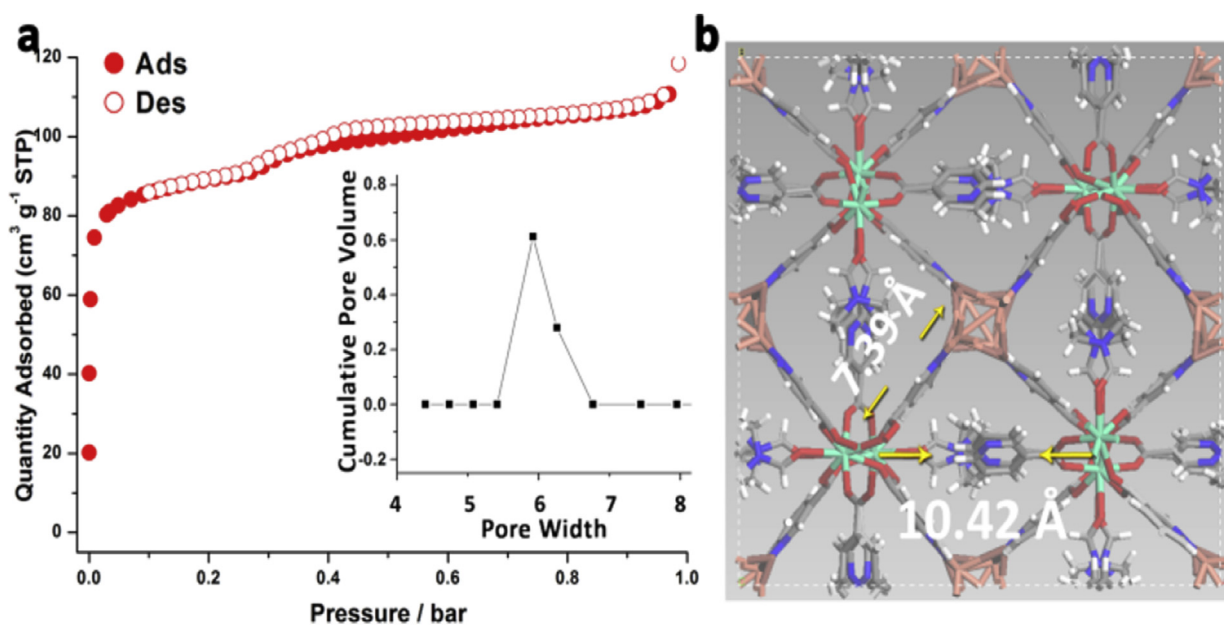 a
Quantity Adsorbed (cm³ g⁻¹ STP)
120
100
80
60
40
20
0
Ads
Des
0.0 0.2 0.4 0.6 0.8 1.0
Pressure / bar
Cumulative Pore Volume
0.8
0.6
0.4
0.2
0.0
-0.2
4 5 6 7 8
Pore Width
b
7.39 Å
10.42 Å